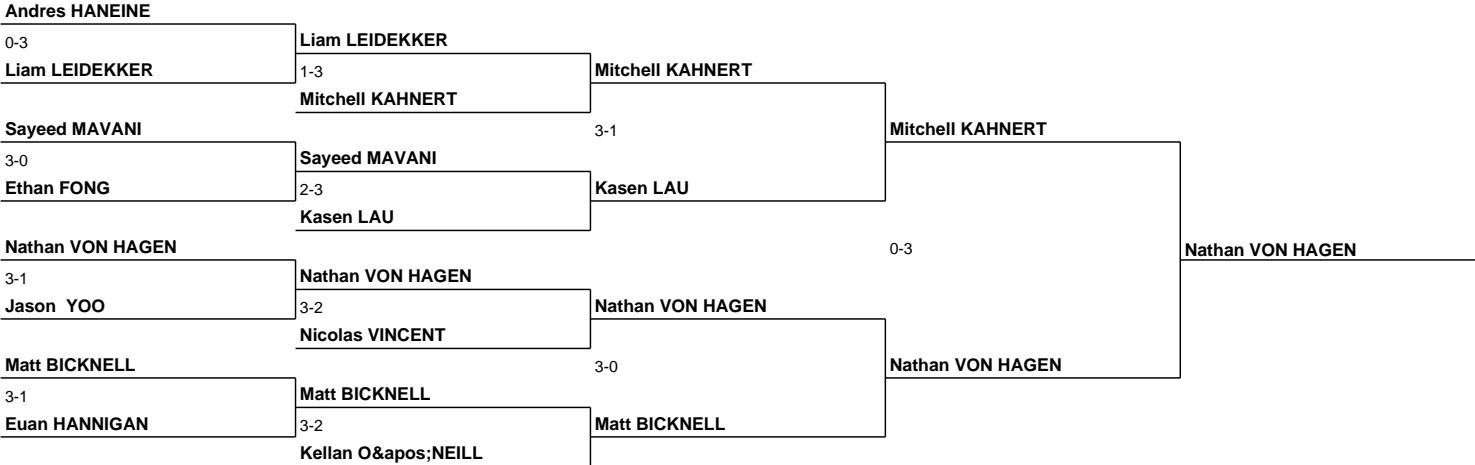 Andres HANEINE
0-3
Liam LEIDEKKER
Liam LEIDEKKER
1-3
Mitchell KAHNERT
Mitchell KAHNERT
Sayeed MAVANI
3-1
Mitchell KAHNERT
3-0
Sayeed MAVANI
Ethan FONG
2-3
Kasen LAU
Kasen LAU
Nathan VON HAGEN
0-3
Nathan VON HAGEN
3-1
Nathan VON HAGEN
Jason  YOO
3-2
Nathan VON HAGEN
Nicolas VINCENT
Matt BICKNELL
3-0
Nathan VON HAGEN
3-1
Matt BICKNELL
Euan HANNIGAN
3-2
Matt BICKNELL
Kellan O&apos;NEILL